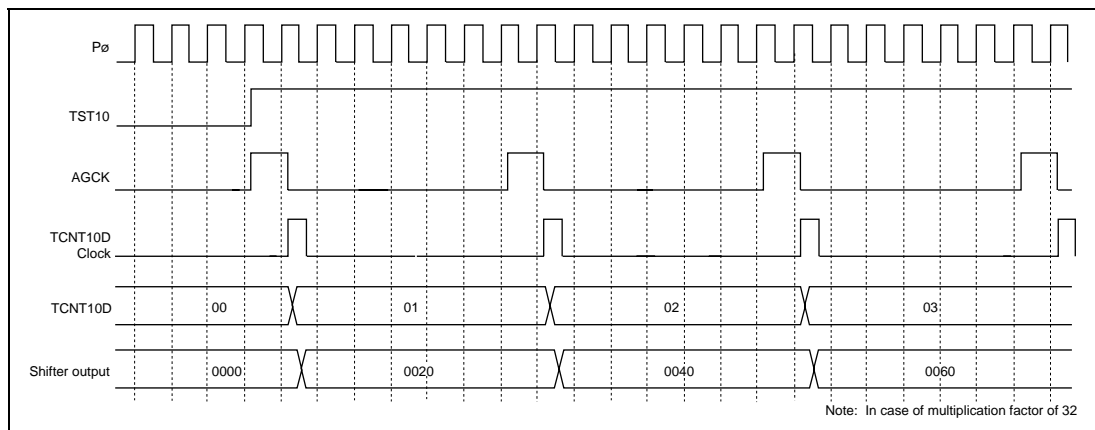 Pø
TST10
AGCK
TCNT10D
Clock
TCNT10D 00 01 02 03
Shifter output 0000 0020 0040 0060
Note: In case of multiplication factor of 32